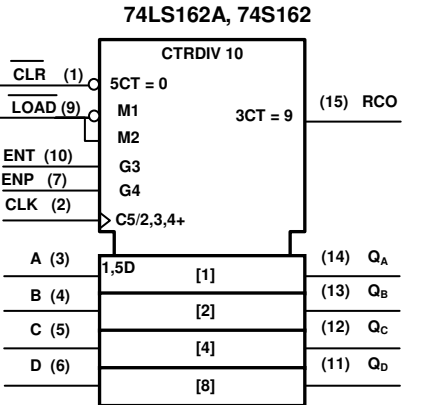 74LS162A, 74S162
CTRDIV 10
CLR (1) 5CT = 0
LOAD (9) M1
M2
3CT = 9 (15) RCO
ENT (10) G3
ENP (7) G4
CLK (2) C5/2,3,4+
A (3) 1,5D [1] (14) QA
B (4) [2] (13) QB
C (5) [4] (12) QC
D (6) [8] (11) QD